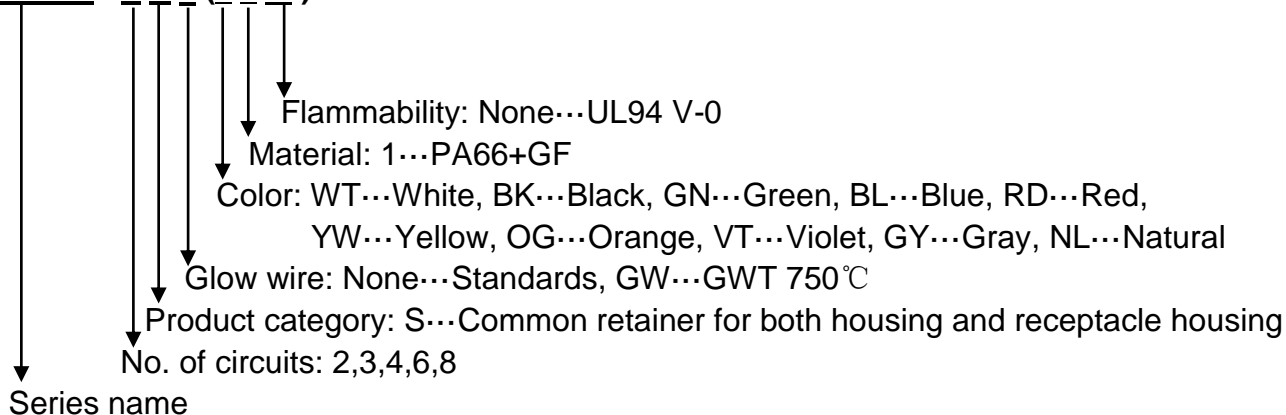 Flammability: None···UL94 V-0
Material: 1···PA66+GF
Color: WT···White, BK···Black, GN···Green, BL···Blue, RD···Red,
YW···Yellow, OG···Orange, VT···Violet, GY···Gray, NL···Natural
Glow wire: None···Standards, GW···GWT 750℃
Product category: S···Common retainer for both housing and receptacle housing
No. of circuits: 2,3,4,6,8
Series name